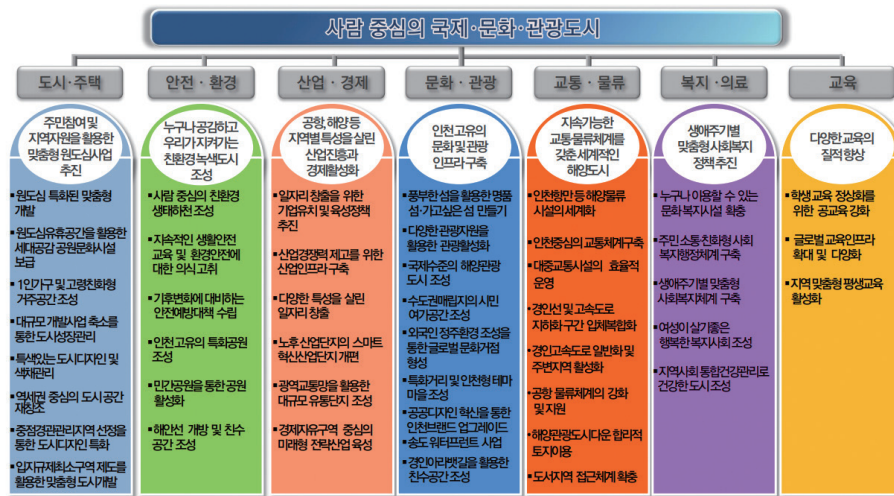 사람 중심의 국제·문화·관광도시
도시·주택
주민참여 및
지역자원을 활용한
맞춤형 원도심사업
추진
▪원도심 특화된 맞춤형
개발
▪원도심유휴공간을 활용한
세대공감 공원문화시설
보급
▪1인가구 및 고령친화형
거주공간 조성
▪대규모 개발사업 축소를
통한 도시성장관리
▪특색있는 도시디자인 및
색채관리
▪역세권 중심의 도시 공간
재창조
▪중점경관관리지역 선정을
통한 도시디자인 특화
▪입지규제최소구역 제도를
활용한 맞춤형 도시개발
안전·환경
누구나 공감하고
우리가 지켜가는
친환경 녹색도시
조성
▪사람 중심의 친환경
생태하천 조성
▪지속적인 생활안전
교육 및 환경안전에
대한 의식 고취
▪기후변화에 대비하는
안전예방대책 수립
▪인천 고유의 특화공원
조성
▪민간공원을 통한 공원
활성화
▪해안선 개방 및 친수
공간 조성
산업·경제
공항, 해양 등
지역별 특성을 살린
산업진흥과
경제활성화
▪일자리 창출을 위한
기업유치 및 육성정책
추진
▪산업경쟁력 제고를 위한
산업인프라 구축
▪다양한 특성을 살린
일자리 창출
▪노후 산업단지의 스마트
혁신산업단지 개편
▪광역교통망을 활용한
대규모 유통단지 조성
▪경제자유구역 중심의
미래형 전략산업 육성
문화·관광
인천 고유의
문화 및 관광
인프라 구축
▪풍부한 섬을 활용한 명품
섬·가고싶은 섬 만들기
▪다양한 관광자원을
활용한 관광활성화
▪국제수준의 해양관광
도시 조성
▪수도권매립지의 시민
여가공간 조성
▪외국인 정주환경 조성을
통한 글로벌 문화거점
형성
▪특화거리 및 인천형 테마
마을 조성
▪공공디자인 혁신을 통한
인천브랜드 업그레이드
▪송도 워터프런트 사업
▪경인아라뱃길을 활용한
친수공간 조성
교통·물류
지속가능한
교통·물류체계를
갖춘 세계적인
해양도시
▪인천항만 등 해양물류
시설의 세계화
▪인천중심의 교통체계구축
▪대중교통시설의 효율적
운영
▪경인선 및 고속도로
지하화 구간 입체복합화
▪경인고속도로 일반화 및
주변지역 활성화
▪공항 물류체계의 강화
및 지원
▪해양관광도시다운 합리적
토지이용
▪도서지역 접근체계 확충
복지·의료
생애주기별
맞춤형 사회복지
정책 추진
▪누구나 이용할 수 있는
문화 복지시설 확충
▪주민 소통·친화형 사회
복지행정체계 구축
▪생애주기별 맞춤형
사회복지체계 구축
▪여성이 살기좋은
행복한 복지사회 조성
▪지역사회 통합건강관리로
건강한 도시 조성
교육
다양한 교육의
질적 향상
▪학생 교육 정상화를
위한 공교육 강화
▪글로벌 교육인프라
확대 및 다양화
▪지역 맞춤형 평생교육
활성화